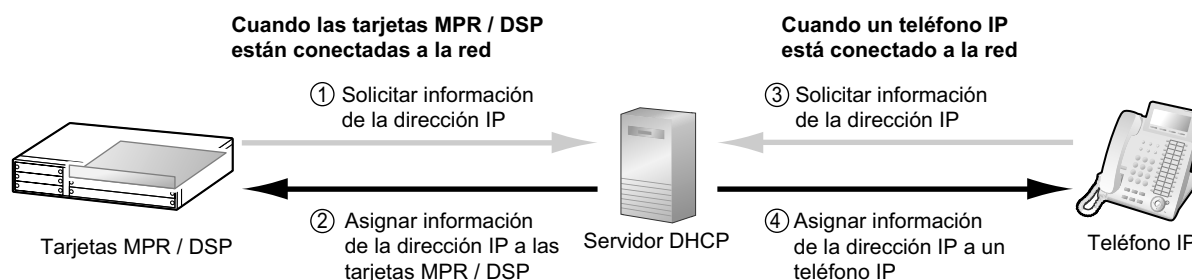 Cuando las tarjetas MPR / DSP
están conectadas a la red
Cuando un teléfono IP
está conectado a la red
① Solicitar información
de la dirección IP
③ Solicitar información
de la dirección IP
② Asignar información
de la dirección IP a las
tarjetas MPR / DSP
④ Asignar información
de la dirección IP a un
teléfono IP
Tarjetas MPR / DSP
Servidor DHCP
Teléfono IP